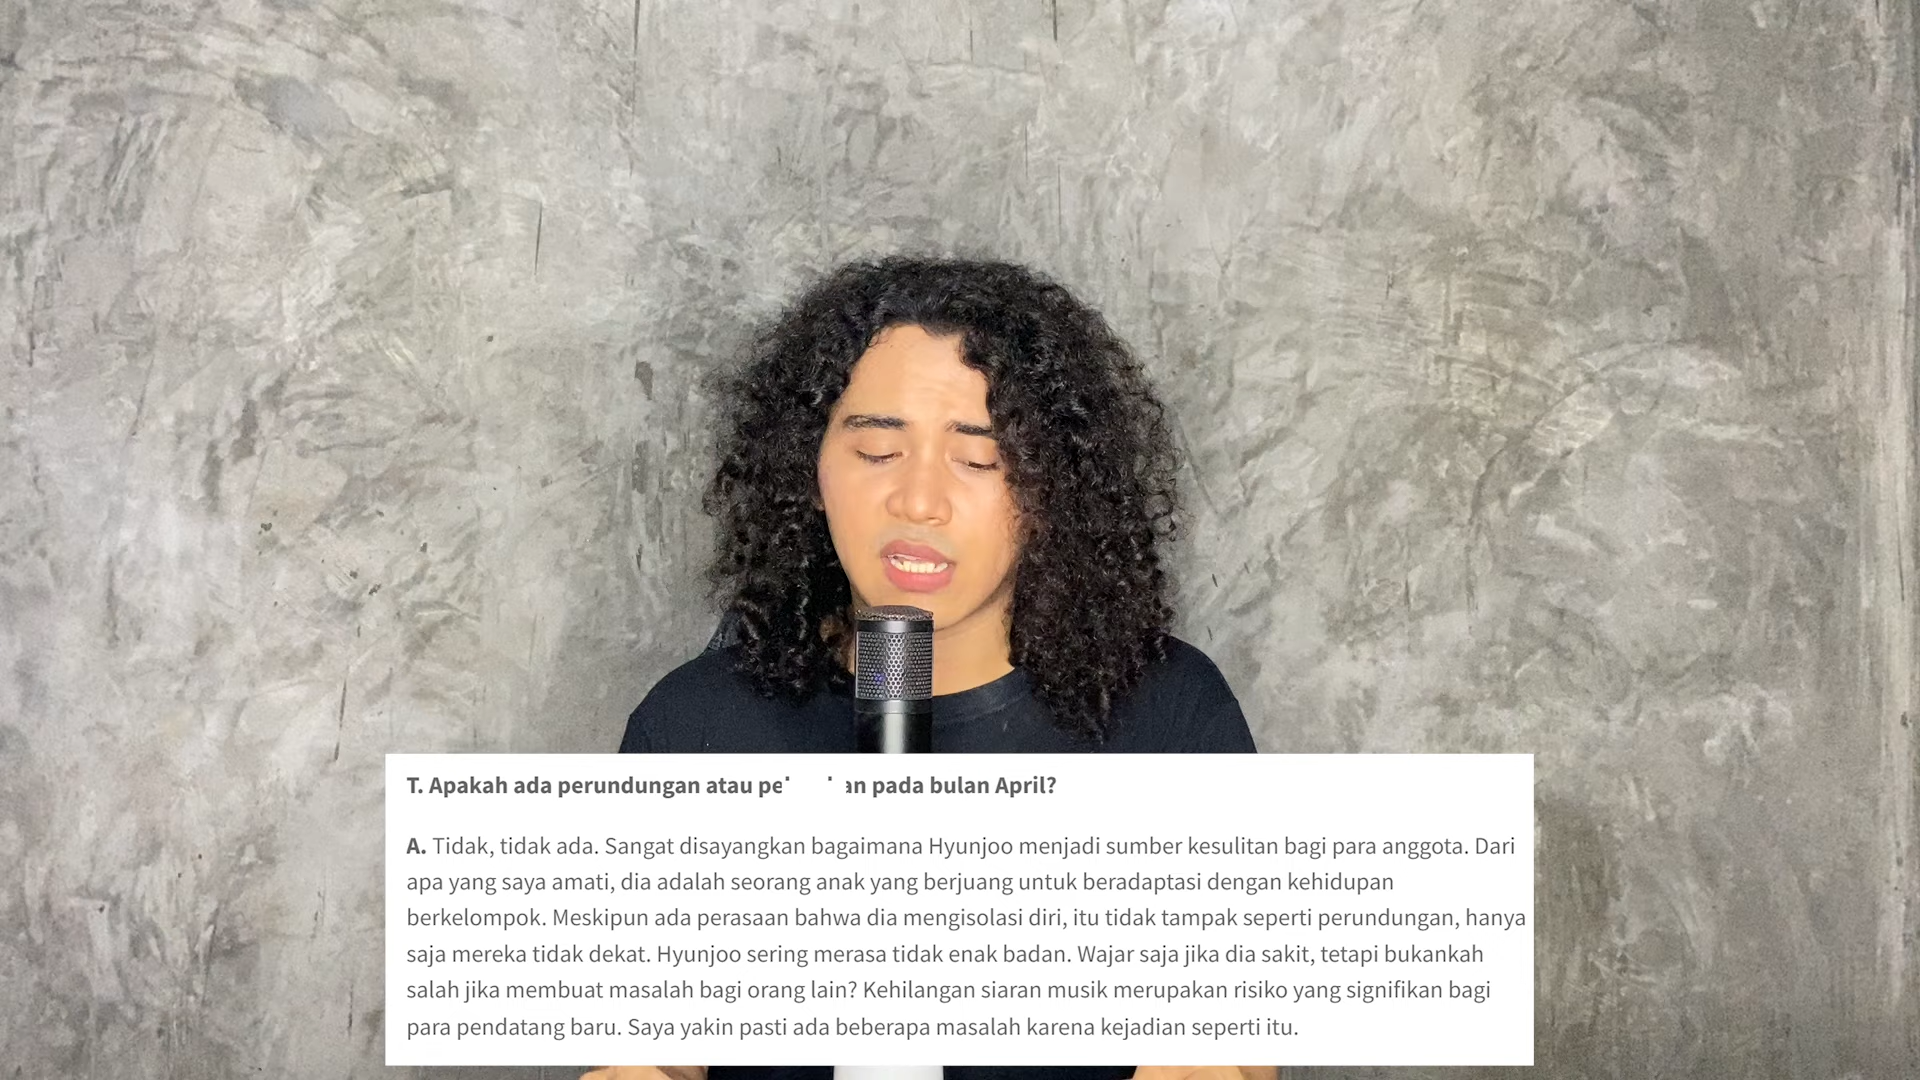 T. Apakah ada perundungan atau pada bulan April?
A. Tidak, tidak ada. Sangat disayangkan bagaimana Hyunjoo menjadi sumber kesulitan bagi para anggota. Dari
apa yang saya amati, dia adalah seorang anak yang berjuang untuk beradaptasi dengan kehidupan
berkelompok. Meskipun ada perasaan bahwa dia mengisolasi diri, itu tidak tampak seperti perundungan, hanya
saja mereka tidak dekat. Hyunjoo sering merasa tidak enak badan. Wajar saja jika dia sakit, tetapi bukankah
salah jika membuat masalah bagi orang lain? Kehilangan siaran musik merupakan risiko yang signifikan bagi
para pendatang baru. Saya yakin pasti ada beberapa masalah karena kejadian seperti itu.